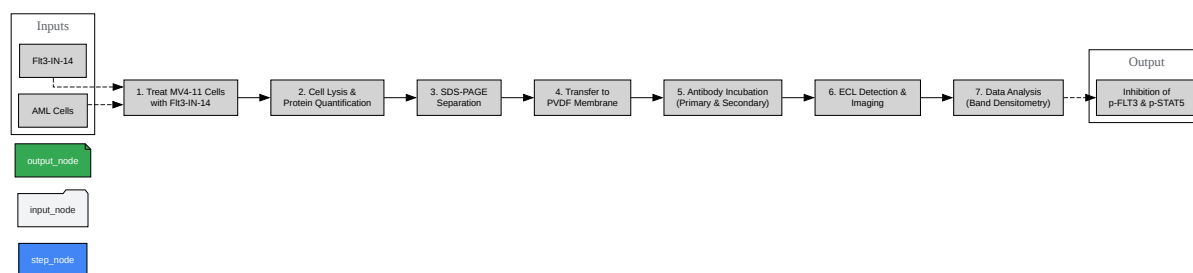 Inputs
Flt3-IN-14
AML Cells
1. Treat MV4-11 Cells
with Flt3-IN-14
2. Cell Lysis &
Protein Quantification
3. SDS-PAGE
Separation
4. Transfer to
PVDF Membrane
5. Antibody Incubation
(Primary & Secondary)
6. ECL Detection &
Imaging
7. Data Analysis
(Band Densitometry)
Output
Inhibition of
p-FLT3 & p-STAT5
output_node
input_node
step_node